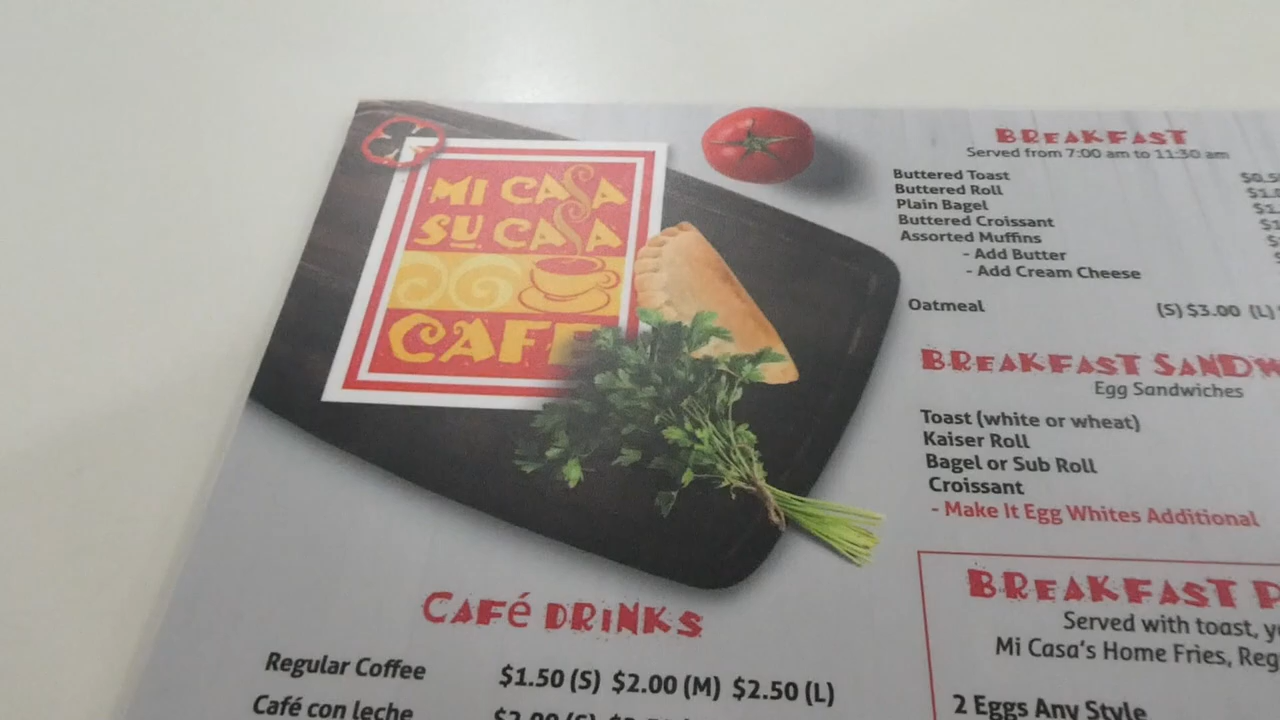 MI CASA
SU CASA
CAFE
BREAKFAST
Served from 7:00 am to 11:30 am
Buttered Toast
Buttered Roll
Plain Bagel
Buttered Croissant
Assorted Muffins
- Add Butter
- Add Cream Cheese
Oatmeal (S) $3.00 (L)
BREAKFAST
Egg Sandwiches
Toast (white or wheat)
Kaiser Roll
Bagel or Sub Roll
Croissant
- Make It Egg Whites Additional
BREAKFAST
Served with toast,
Mi Casa's Home Fries,
2 Eggs Any Style
CAFé DRINKS
Regular Coffee $1.50 (S) $2.00 (M) $2.50 (L)
Café con leche